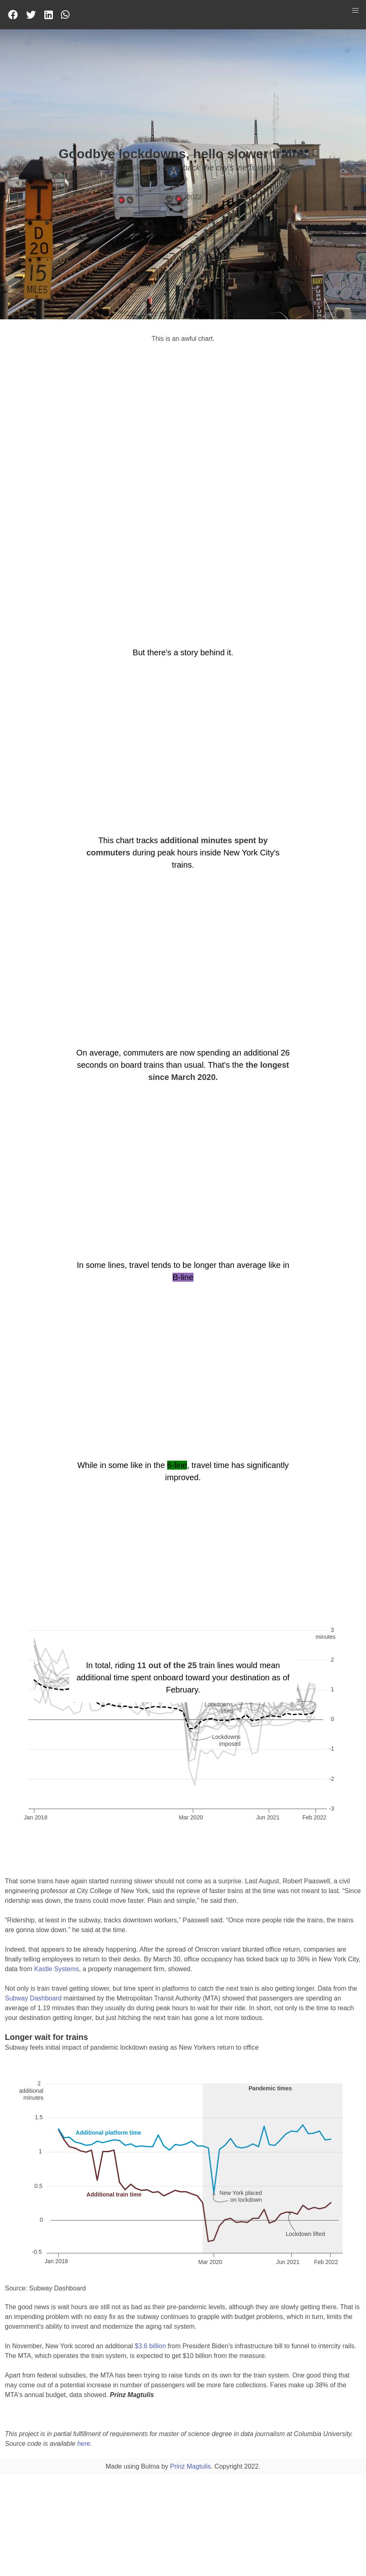 Goodbye lockdowns, hello slower trains
D
20
15
MILES
A
FURNITURE
This is an awful chart.
But there's a story behind it.
This chart tracks additional minutes spent by
commuters during peak hours inside New York City's
trains.
On average, commuters are now spending an additional 26
seconds on board trains than usual. That's the the longest
since March 2020.
In some lines, travel tends to be longer than average like in
B-line
While in some like in the 6-line, travel time has significantly
improved.
3
minutes
In total, riding 11 out of the 25 train lines would mean
additional time spent onboard toward your destination as of
February.
2
1
Lockdowns
lifted
0
Lockdowns
imposed
-1
-2
-3
Jan 2018
Mar 2020
Jun 2021
Feb 2022
That some trains have again started running slower should not come as a surprise. Last August, Robert Paaswell, a civil
engineering professor at City College of New York, said the reprieve of faster trains at the time was not meant to last. “Since
ridership was down, the trains could move faster. Plain and simple,” he said then.
“Ridership, at least in the subway, tracks downtown workers,” Paaswell said. “Once more people ride the trains, the trains
are gonna slow down.” he said at the time.
Indeed, that appears to be already happening. After the spread of Omicron variant blunted office return, companies are
finally telling employees to return to their desks. By March 30, office occupancy has ticked back up to 36% in New York City,
data from Kastle Systems, a property management firm, showed.
Not only is train travel getting slower, but time spent in platforms to catch the next train is also getting longer. Data from the
Subway Dashboard maintained by the Metropolitan Transit Authority (MTA) showed that passengers are spending on
average of 1.19 minutes than they usually do during peak hours to wait for their ride. In short, not only is the time to reach
your destination getting longer, but just hitching the next train has gone a lot more tedious.
Longer wait for trains
Subway feels initial impact of pandemic lockdown easing as New Yorkers return to office
2
additional
minutes
Pandemic times
1.5
Additional platform time
1
0.5
Additional train time
New York placed
on lockdown
0
Lockdown lifted
-0.5
Jan 2018
Mar 2020
Jun 2021
Feb 2022
Source: Subway Dashboard
The good news is wait hours are still not as bad as their pre-pandemic levels, although they are slowly getting there. That is
an impending problem with no easy fix as the subway continues to grapple with budget problems, which in turn, limits the
government's ability to invest and modernize the aging rail system.
In November, New York scored an additional $3.6 billion from President Biden's infrastructure bill to funnel to intercity rails.
The MTA, which operates the train system, is expected to get $10 billion from the measure.
Apart from federal subsidies, the MTA has been trying to raise funds on its own for the train system. One good thing that
may come out of a potential increase in number of passengers will be more fare collections. Fares make up 38% of the
MTA's annual budget, data showed. Prinz Magtulis
This project is in partial fulfillment of requirements for master of science degree in data journalism at Columbia University.
Source code is available here.
Made using Bulma by Prinz Magtulis. Copyright 2022.